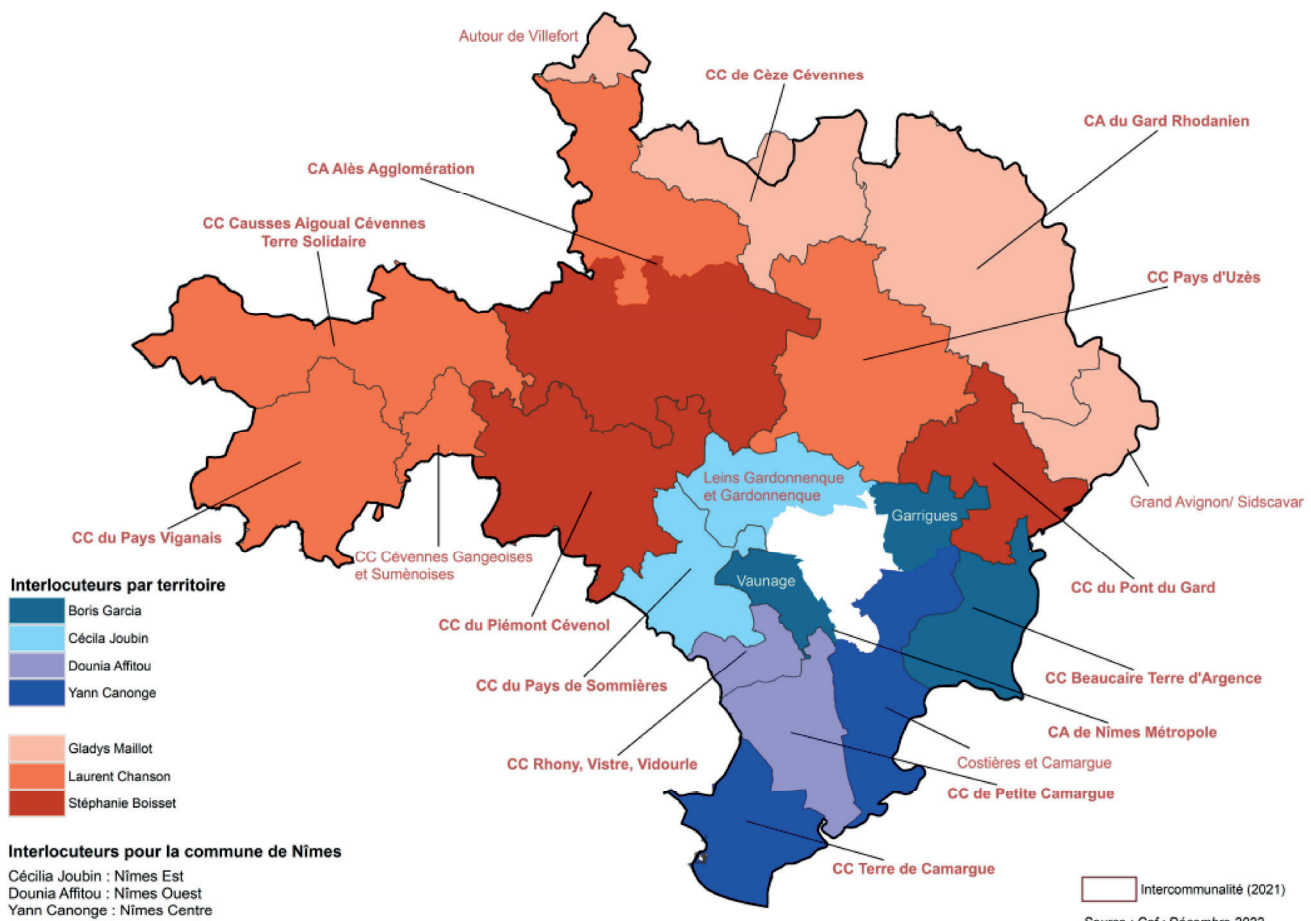 Autour de Villefort
CC de Cèze Cévennes
CA du Gard Rhodanien
CA Alès Agglomération
CC Causses Aigoual Cévennes
Terre Solidaire
CC Pays d'Uzès
Leins Gardonnenque
et Gardonnenque
Grand Avignon/ Sidscavar
Garrigues
CC du Pays Viganais
CC Cévennes Gangeoises
et Sumènoises
Vaunage
CC du Pont du Gard
CC du Piémont Cévenol
CC du Pays de Sommières
CC Beaucaire Terre d'Argence
CA de Nîmes Métropole
CC Rhony, Vistre, Vidourle
Costières et Camargue
CC de Petite Camargue
CC Terre de Camargue
Interlocuteurs par territoire
Boris Garcia
Cécila Joubin
Dounia Affitou
Yann Canonge
Gladys Maillot
Laurent Chanson
Stéphanie Boisset
Interlocuteurs pour la commune de Nîmes
Cécilia Joubin : Nîmes Est
Dounia Affitou : Nîmes Ouest
Yann Canonge : Nîmes Centre
Intercommunalité (2021)